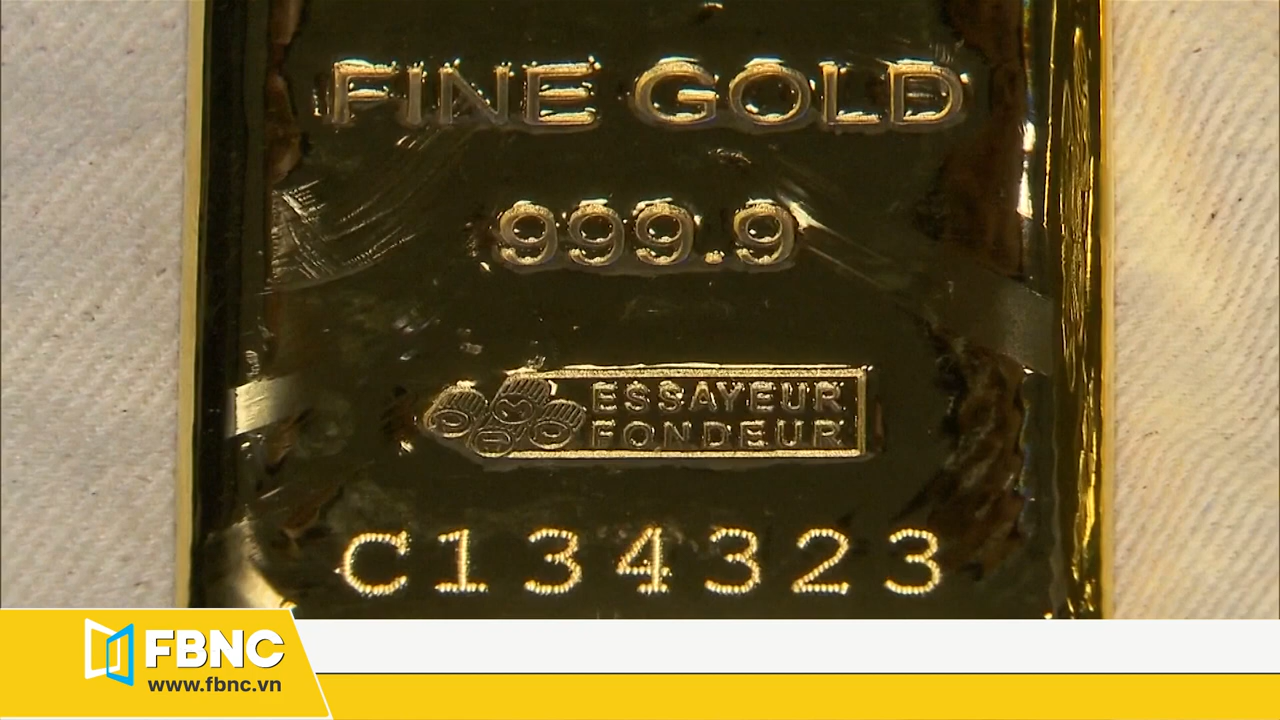 FINE GOLD
999.9
ESSAYEUR
FONDEUR
C134323
FBNC
www.fbnc.vn